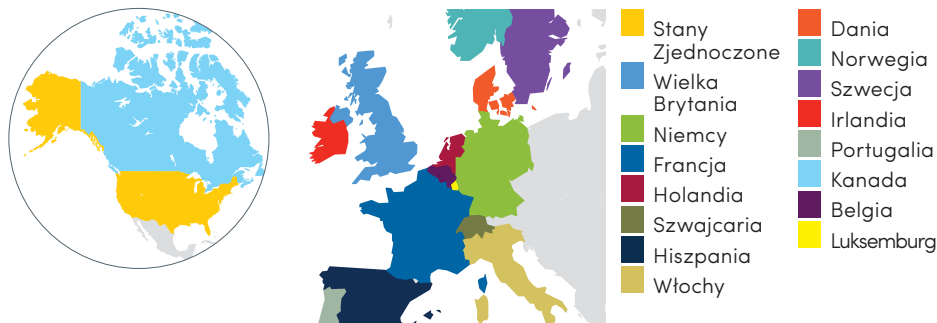 Stany
Zjednoczone
Wielka
Brytania
Niemcy
Francja
Holandia
Szwajcaria
Hiszpania
Włochy
Dania
Norwegia
Szwecja
Irlandia
Portugalia
Kanada
Belgia
Luksemburg